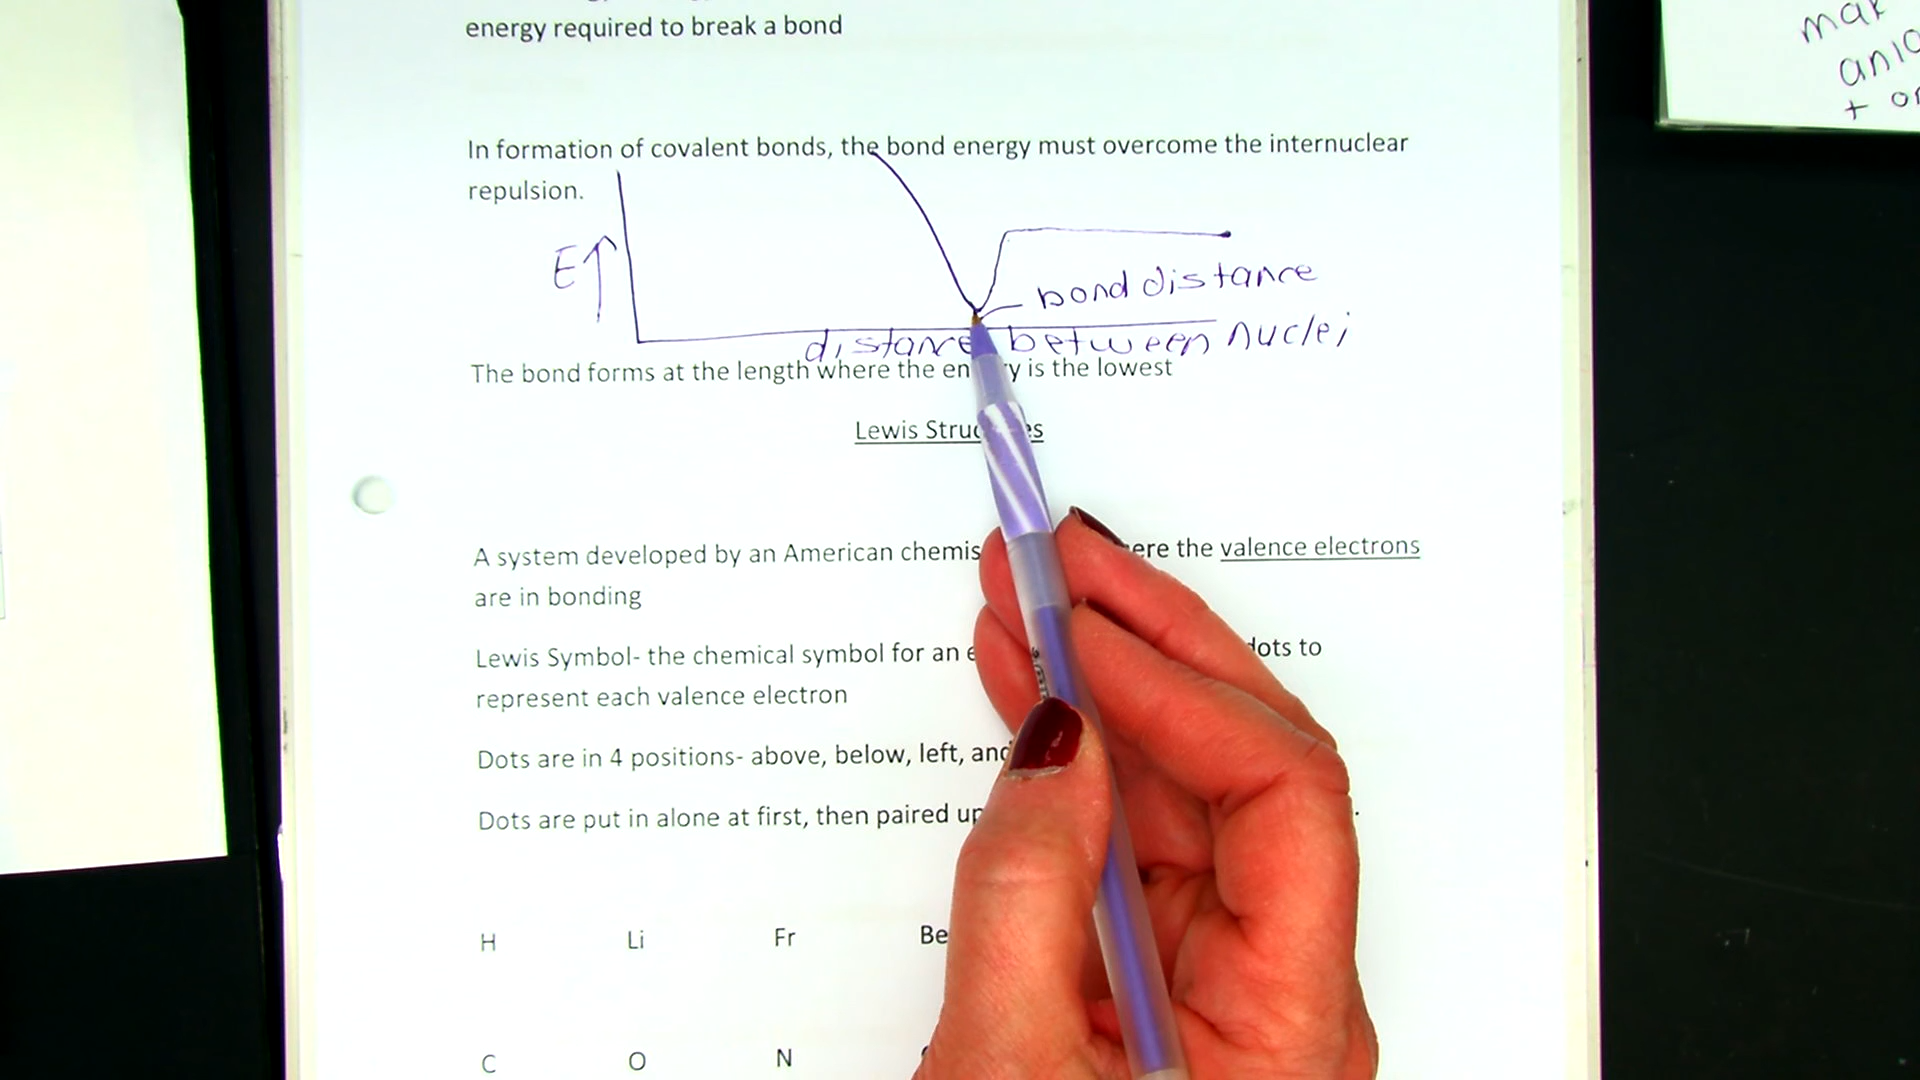 energy required to break a bond
In formation of covalent bonds, the bond energy must overcome the internuclear
repulsion.
E
bond distance
distance between nuclei
The bond forms at the length where the en y is the lowest
Lewis Struc es
A system developed by an American chemis ere the valence electrons
are in bonding
Lewis Symbol- the chemical symbol for an e dots to
represent each valence electron
Dots are in 4 positions- above, below, left, and
Dots are put in alone at first, then paired up .
H Li Fr Be
C O N
mak
anio
+ or